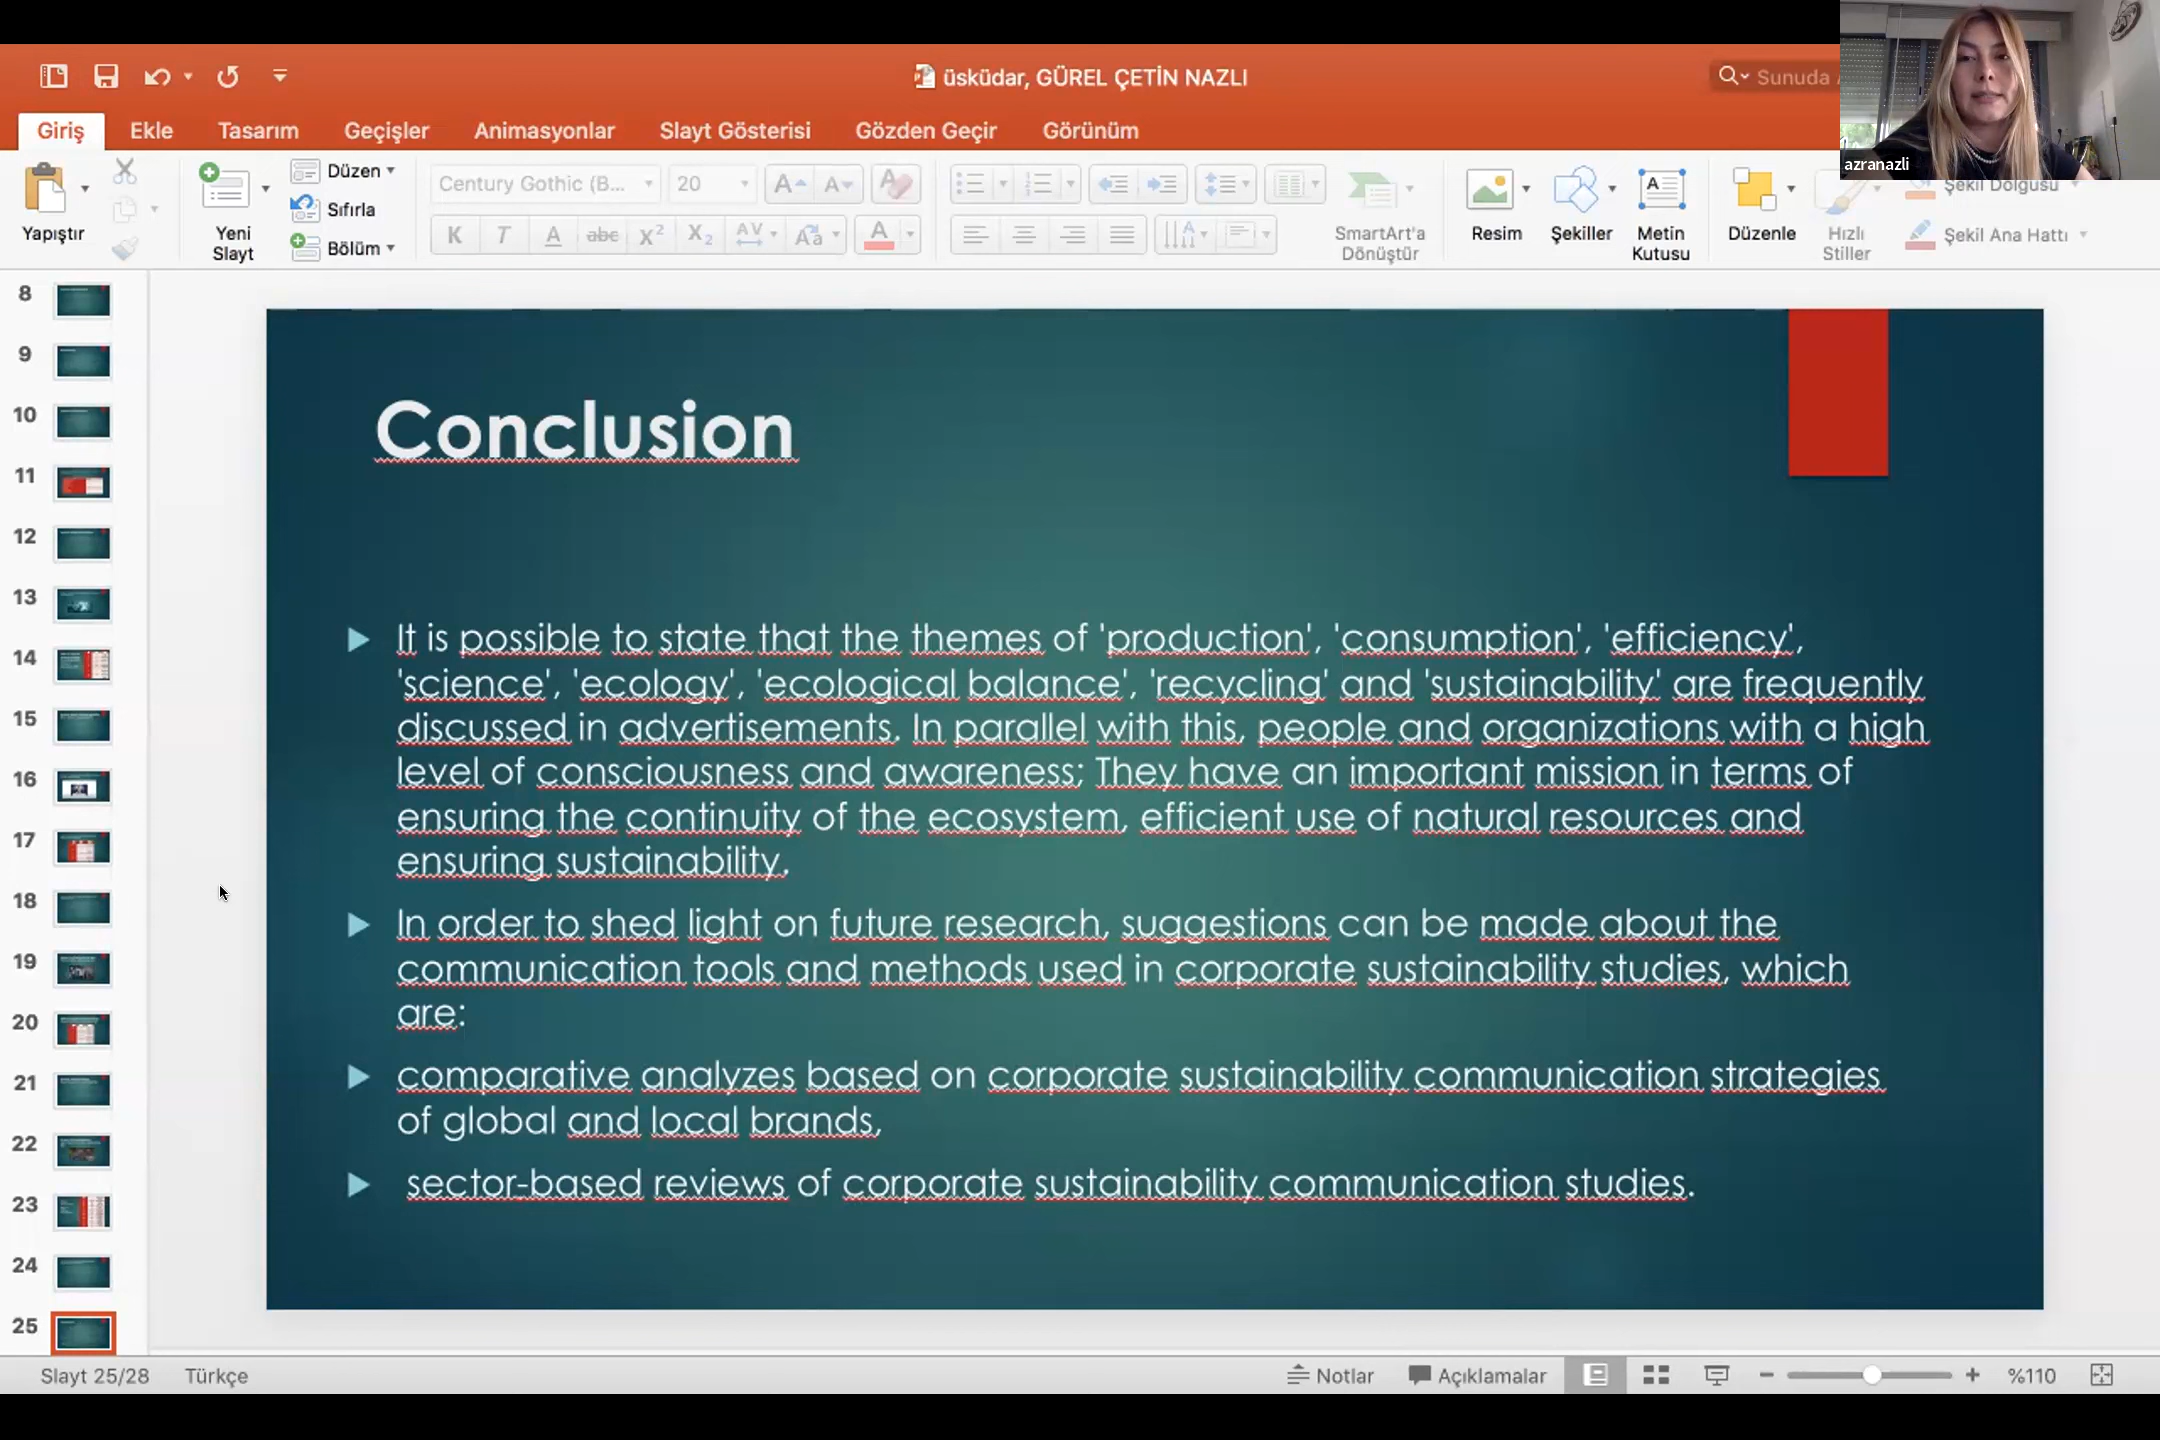 üsküdar, GÜREL ÇETİN NAZLI
Sunuda
azranazli
Giriş
Ekle
Tasarım
Geçişler
Animasyonlar
Slayt Gösterisi
Gözden Geçir
Görünüm
Yapıştır
Yeni
Slayt
Düzen
Sıfırla
Bölüm
Century Gothic (B...
20
K T A abc X² X₂ AV Aa A
SmartArt'a
Dönüştür
Resim
Şekiller
Metin
Kutusu
Düzenle
Hızlı
Stiller
Şekil Dolgusu
Şekil Ana Hattı
8
9
10
11
12
13
14
15
16
17
18
19
20
21
22
23
24
25
Conclusion
It is possible to state that the themes of 'production', 'consumption', 'efficiency',
'science', 'ecology', 'ecological balance', 'recycling' and 'sustainability' are frequently
discussed in advertisements. In parallel with this, people and organizations with a high
level of consciousness and awareness; They have an important mission in terms of
ensuring the continuity of the ecosystem, efficient use of natural resources and
ensuring sustainability.
In order to shed light on future research, suggestions can be made about the
communication tools and methods used in corporate sustainability studies, which
are:
comparative analyzes based on corporate sustainability communication strategies
of global and local brands,
sector-based reviews of corporate sustainability communication studies.
Slayt 25/28
Türkçe
Notlar
Açıklamalar
%110